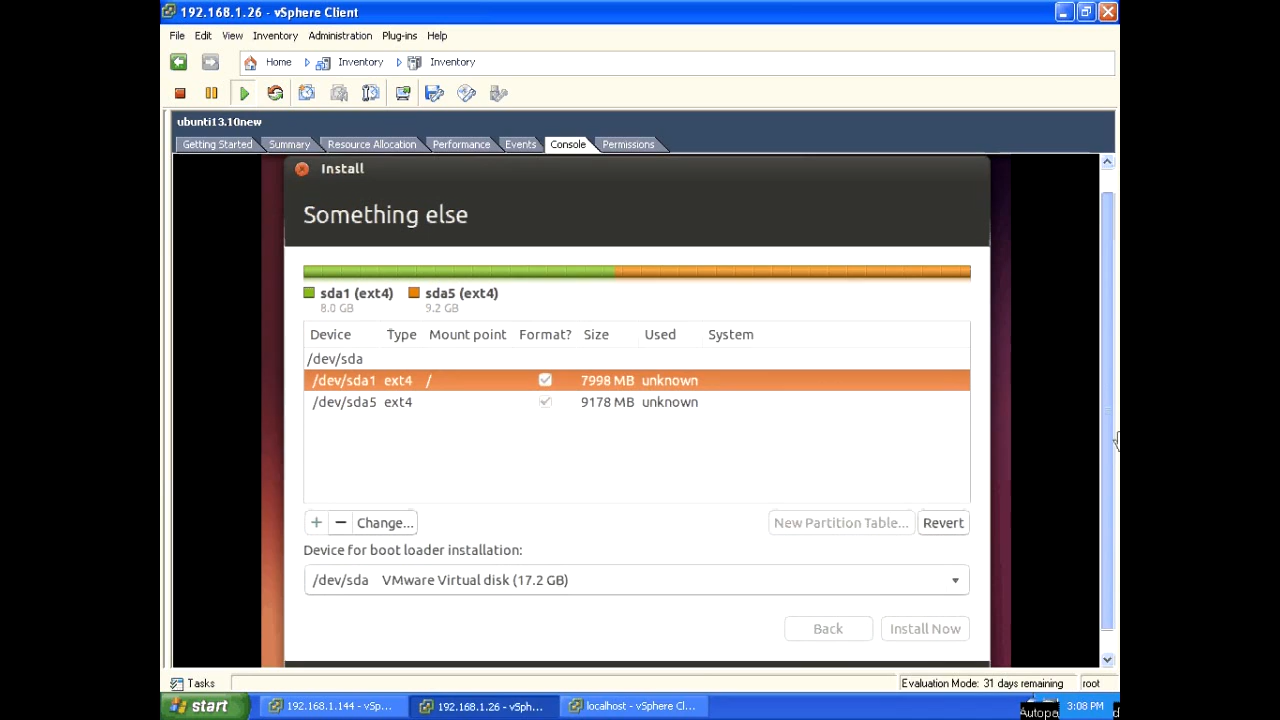 192.168.1.26 - vSphere Client
File Edit View Inventory Administration Plug-ins Help
Home Inventory Inventory
ubunti13.10new
Getting Started Summary Resource Allocation Performance Events Console Permissions
Install
Something else
sda1 (ext4) sda5 (ext4)
8.0 GB 9.2 GB
Device Type Mount point Format? Size Used System
/dev/sda
/dev/sda1 ext4 / 7998 MB unknown
/dev/sda5 ext4 9178 MB unknown
+ − Change... New Partition Table... Revert
Device for boot loader installation:
/dev/sda VMware Virtual disk (17.2 GB)
Back Install Now
Tasks Evaluation Mode: 31 days remaining root
start 192.168.1.144 - vSp... 192.168.1.26 - vSph... localhost - vSphere Cl... 3:08 PM